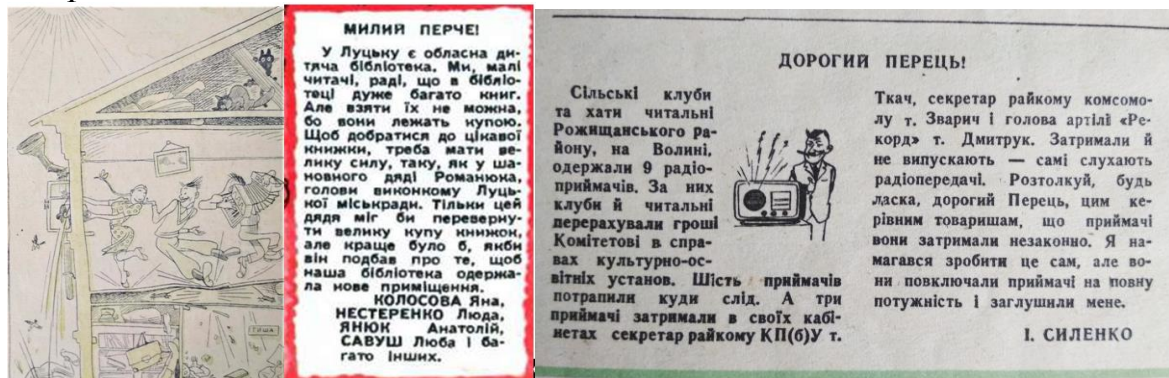 ТИША
МИЛИЙ ПЕРЧЕ!
У Луцьку є обласна ди-
тяча бібліотека. Ми, малі
читачі, раді, що в бібліо-
теці дуже багато книг.
Але взяти їх не можна,
бо вони лежать купою.
Щоб добратися до цікавої
книжки, треба мати ве-
лику силу, таку, як у ша-
новного дяді Романюка,
голови виконкому Луць-
кої міськради. Тільки цей
дядя міг би переверну-
ти велику купу книжок,
але краще було б, якби
він подбав про те, щоб
наша бібліотека одержа-
ла нове приміщення.
КОЛОСОВА Яна,
НЕСТЕРЕНКО Люда,
ЯНЮК Анатолій,
САВУШ Люба і ба-
гато інших.
ДОРОГИЙ ПЕРЕЦЬ!
Сільські клуби
та хати читальні
Рожищанського ра-
йону, на Волині,
одержали 9 радіо-
приймачів. За них
клуби й читальні
перерахували гроші
Комітетові в спра-
вах культурно-ос-
вітніх установ. Шість приймачів
потрапили куди слід. А три
приймачі затримали в своїх кабі-
нетах секретар райкому КП(б)У т.
Ткач, секретар райкому комсомо-
лу т. Зварич і голова артілі «Ре-
корд» т. Дмитрук. Затримали й
не випускають — самі слухають
радіопередачі. Розтолкуй, будь
ласка, дорогий Перець, цим ке-
рівним товаришам, що приймачі
вони затримали незаконно. Я на-
магався зробити це сам, але во-
ни повключали приймачі на повну
потужність і заглушили мене.
І. СИЛЕНКО